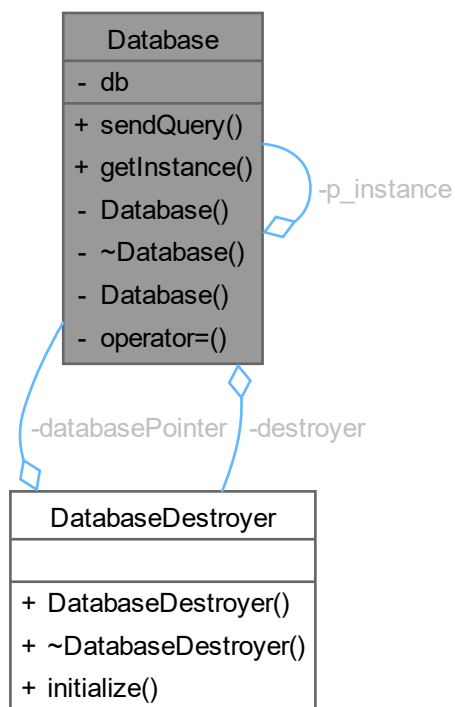 Database
- db
+ sendQuery()
+ getInstance()
- Database()
- ~Database()
- Database()
- operator=()
-p_instance
-databasePointer
-destroyer
DatabaseDestroyer
+ DatabaseDestroyer()
+ ~DatabaseDestroyer()
+ initialize()